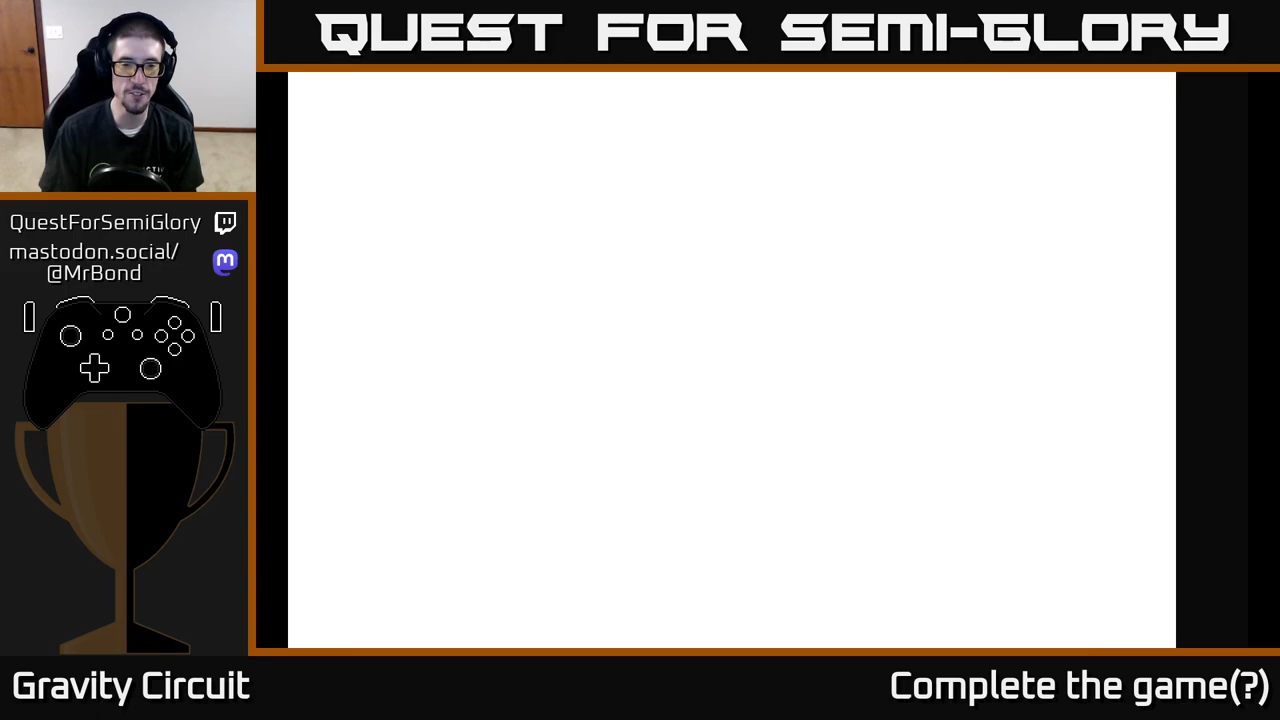 QUEST FOR SEMI-GLORY
QuestForSemiGlory
mastodon.social/
@MrBond
Gravity Circuit
Complete the game(?)